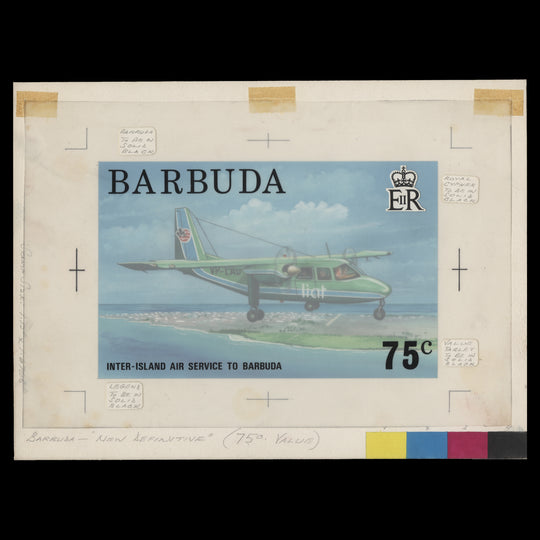 BARBUDA
TO BE IN
SOLID
BLACK
BARBUDA
EIIR
ROYAL
CYPHER
TO BE IN
SOLID
BLACK
liat
75c
INTER-ISLAND AIR SERVICE TO BARBUDA
VALUE
TABLET
TO BE IN
SOLID
BLACK
LEGEND
TO BE IN
SOLID
BLACK
BARBUDA - "NEW DEFINITIVE" (75c. VALUE)